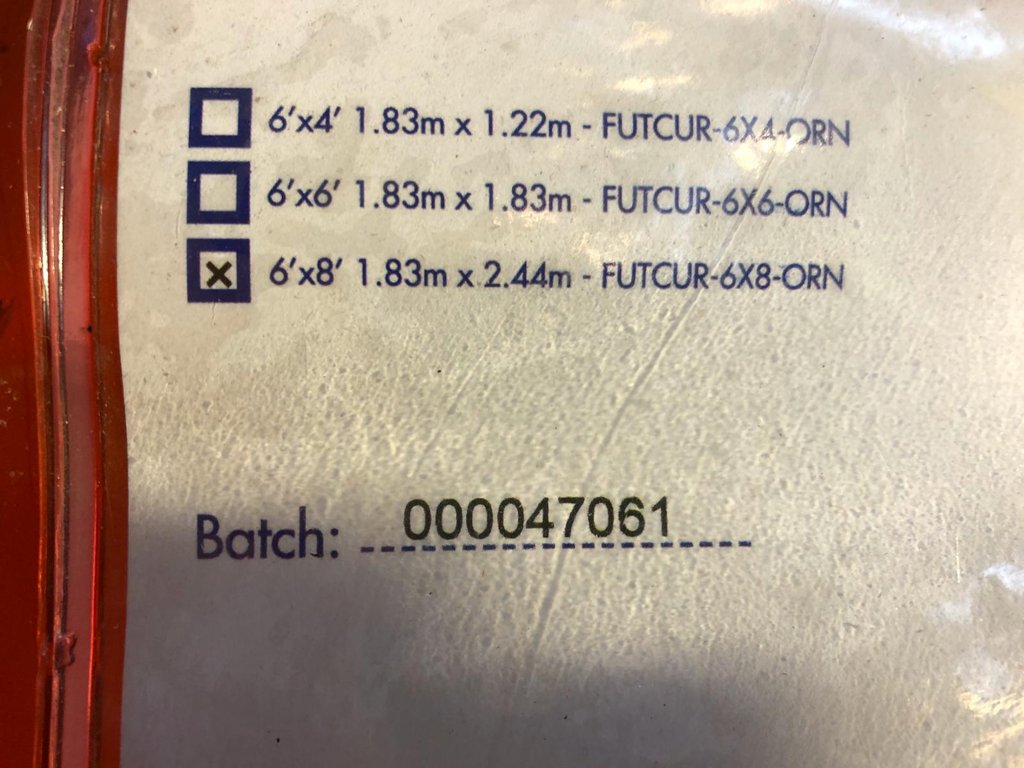 6'x4' 1.83m x 1.22m - FUTCUR-6X4-ORN
6'x6' 1.83m x 1.83m - FUTCUR-6X6-ORN
X 6'x8' 1.83m x 2.44m - FUTCUR-6X8-ORN
Batch: 000047061